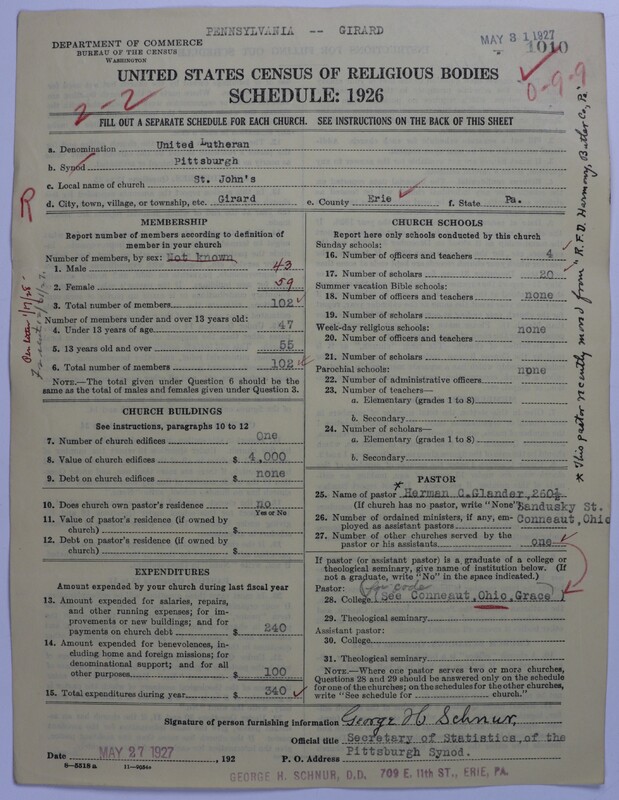 PENNSYLVANIA -- GIRARD
MAY 31 1927
1010
DEPARTMENT OF COMMERCE
BUREAU OF THE CENSUS
WASHINGTON
UNITED STATES CENSUS OF RELIGIOUS BODIES
SCHEDULE: 1926
2-2
0-9-9
FILL OUT A SEPARATE SCHEDULE FOR EACH CHURCH. SEE INSTRUCTIONS ON THE BACK OF THIS SHEET
a. Denomination United Lutheran
b. Synod Pittsburgh
c. Local name of church St. John's
d. City, town, village, or township, etc. Girard e. County Erie f. State Pa.
R
MEMBERSHIP
Report number of members according to definition of
member in your church
Number of members, by sex: Not known
1. Male 43
2. Female 59
3. Total number of members 102
Number of members under and over 13 years old:
4. Under 13 years of age 47
5. 13 years old and over 55
6. Total number of members 102
NOTE.—The total given under Question 6 should be the
same as the total of males and females given under Question 3.
Per letter 1/17/28
CHURCH BUILDINGS
See instructions, paragraphs 10 to 12
7. Number of church edifices One
8. Value of church edifices $ 4,000
9. Debt on church edifices $ none
10. Does church own pastor's residence no
Yes or No
11. Value of pastor's residence (if owned by
church) $
12. Debt on pastor's residence (if owned by
church) $
EXPENDITURES
Amount expended by your church during last fiscal year
13. Amount expended for salaries, repairs,
and other running expenses; for im-
provements or new buildings; and for
payments on church debt $ 240
14. Amount expended for benevolences, in-
cluding home and foreign missions; for
denominational support; and for all
other purposes $ 100
15. Total expenditures during year $ 340
CHURCH SCHOOLS
Report here only schools conducted by this church
Sunday schools:
16. Number of officers and teachers 4
17. Number of scholars 20
Summer vacation Bible schools:
18. Number of officers and teachers none
19. Number of scholars
Week-day religious schools: none
20. Number of officers and teachers
21. Number of scholars
Parochial schools: none
22. Number of administrative officers
23. Number of teachers—
a. Elementary (grades 1 to 8)
b. Secondary
24. Number of scholars—
a. Elementary (grades 1 to 8)
b. Secondary
* This pastor recently moved from "R.F.D. Harmony, Butler Co., Pa."
PASTOR
25. Name of pastor * Herman C.Glander,260½
(If church has no pastor, write "None") Sandusky St.
26. Number of ordained ministers, if any, em- Conneaut,Ohio
ployed as assistant pastors
27. Number of other churches served by the
pastor or his assistants one
If pastor (or assistant pastor) is a graduate of a college or
theological seminary, give name of institution below. (If
not a graduate, write "No" in the space indicated.)
Pastor: for code
28. College (See Conneaut,Ohio,Grace)
29. Theological seminary
Assistant pastor:
30. College
31. Theological seminary
NOTE.—Where one pastor serves two or more churches,
Questions 28 and 29 should be answered only on the schedule
for one of the churches; on the schedules for the other churches,
write "See schedule for church."
Signature of person furnishing information George H Schnur,
Official title Secretary of Statistics,of the
Pittsburgh Synod.
Date MAY 27 1927, 192 P. O. Address
8—5518a 11—9054
GEORGE H. SCHNUR, D.D. 709 E. 11th ST., ERIE, PA.